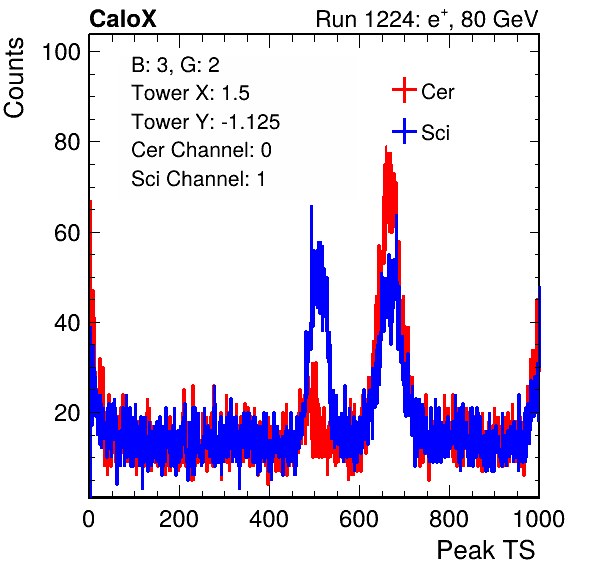 CaloX
Run 1224: e+, 80 GeV
Counts
B: 3, G: 2
Tower X: 1.5
Tower Y: -1.125
Cer Channel: 0
Sci Channel: 1
Cer
Sci
100
80
60
40
20
0 200 400 600 800 1000
Peak TS